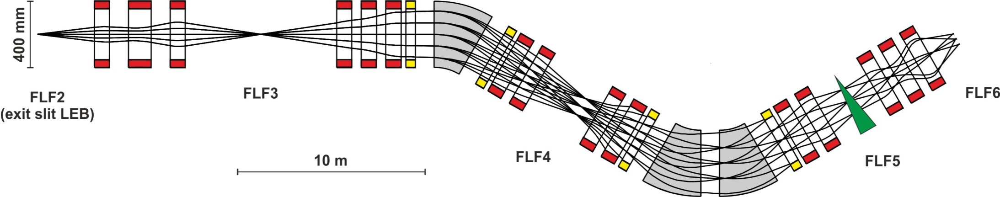 400 mm
FLF2
(exit slit LEB)
FLF3
10 m
FLF4
FLF5
FLF6